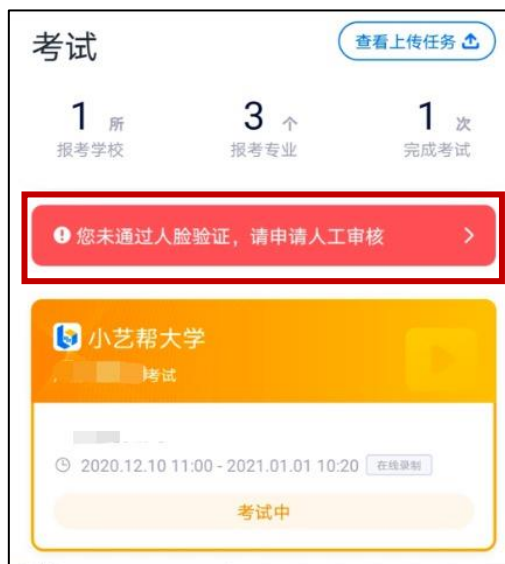 考试
查看上传任务
1 所 3 个 1 次
报考学校 报考专业 完成考试
您未通过人脸验证，请申请人工审核
小艺帮大学
考试
2020.12.10 11:00 - 2021.01.01 10:20 在线录制
考试中